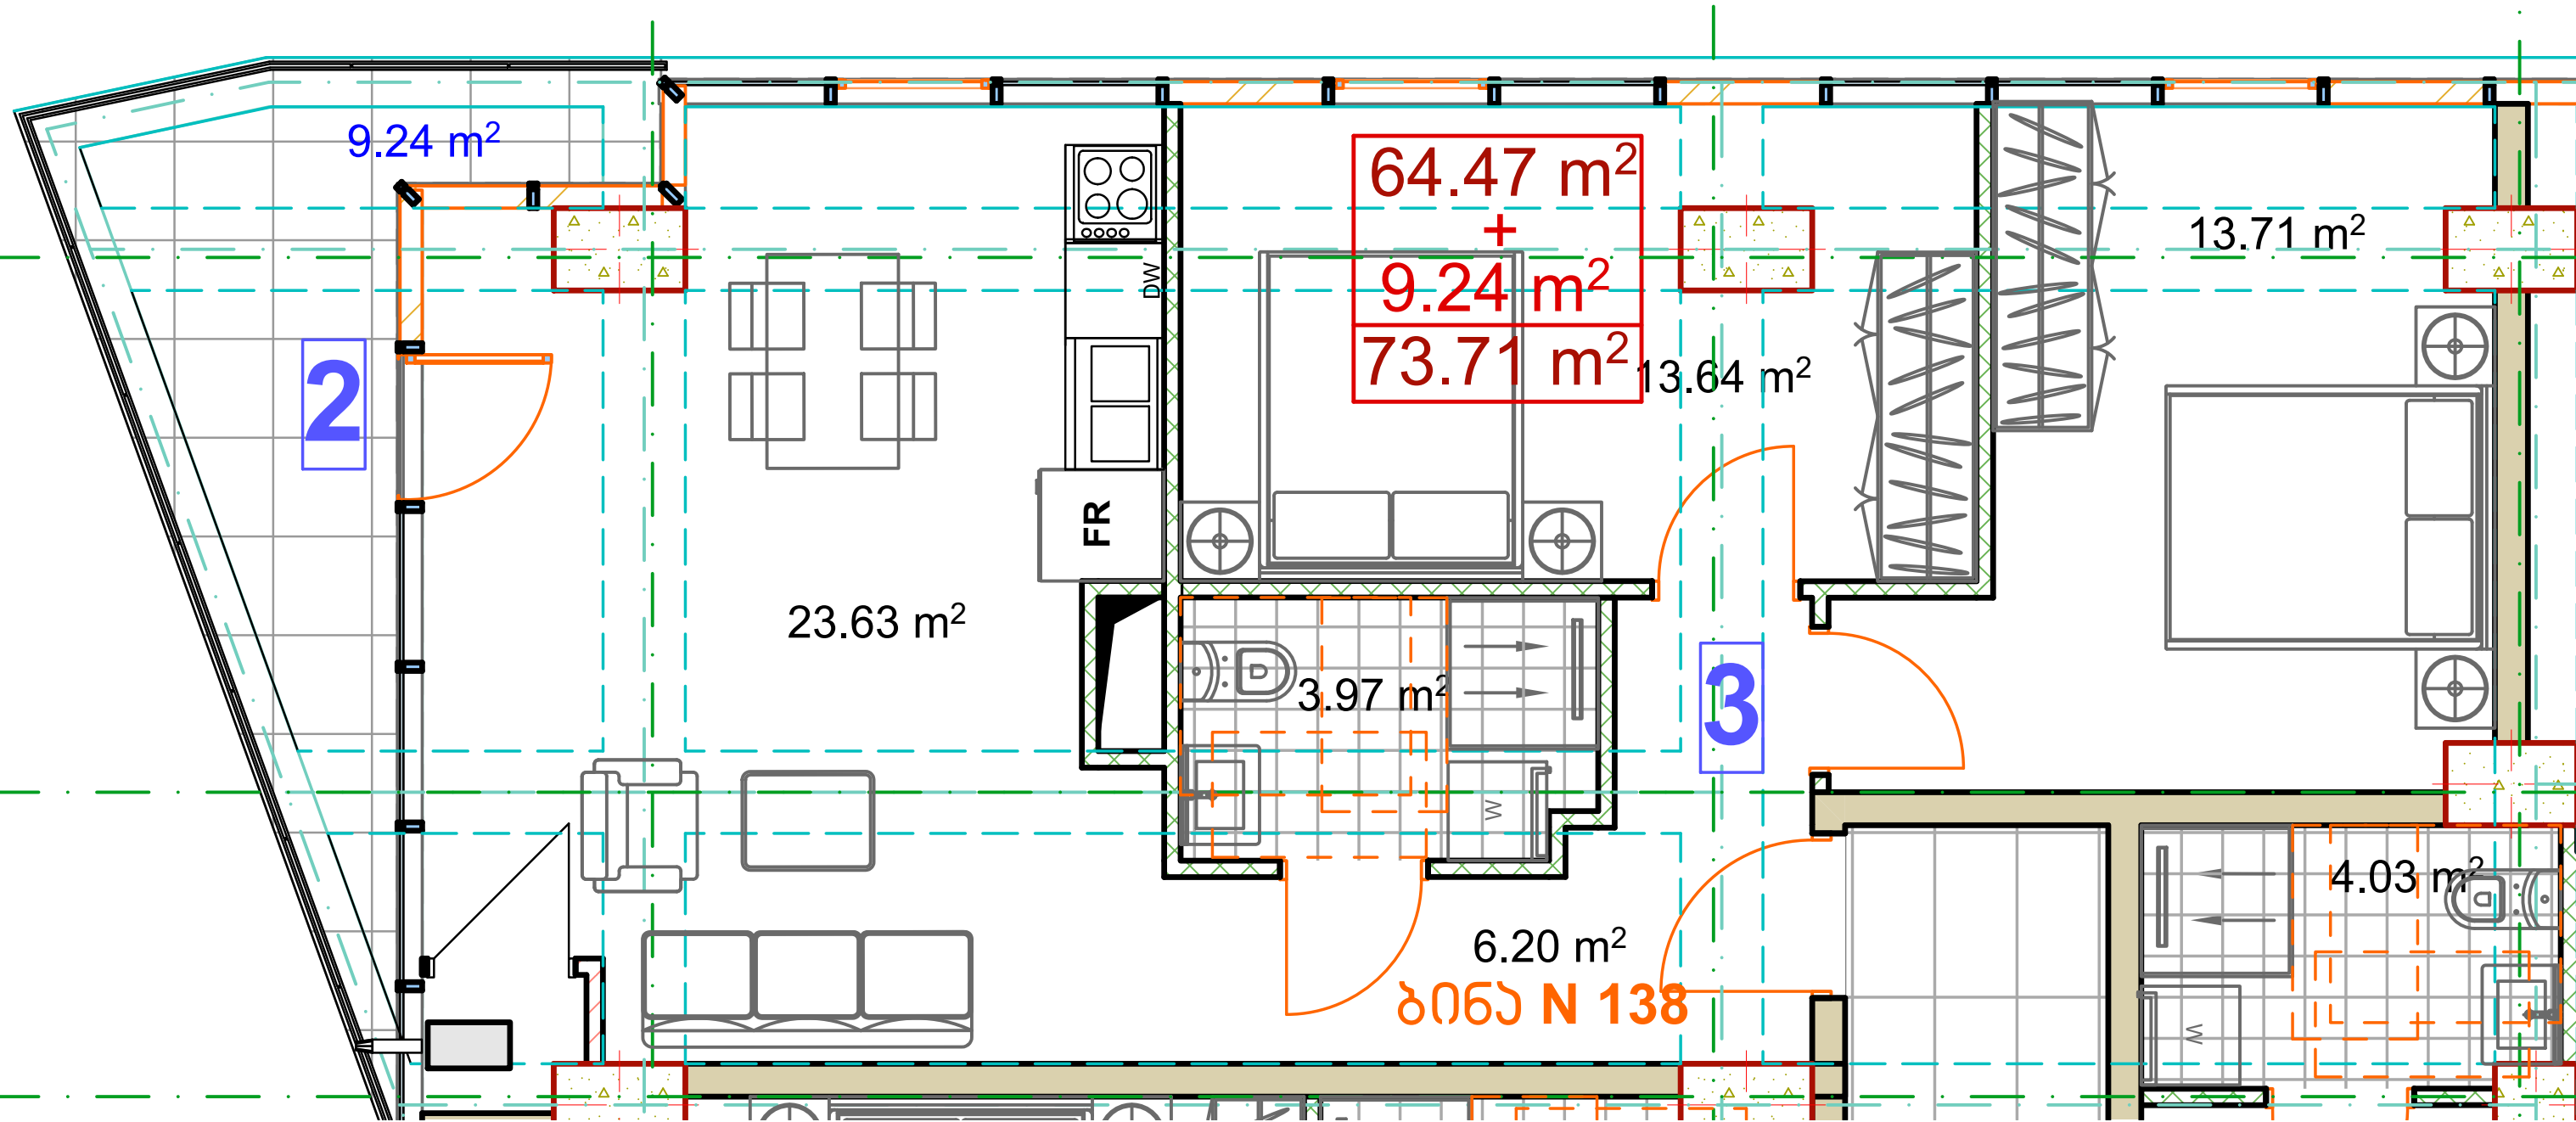 9.24 m²
64.47 m²
+
9.24 m²
73.71 m²
13.71 m²
DW
13.64 m²
2
FR
23.63 m²
3.97 m²
3
W
4.03 m²
6.20 m²
ბინა N 138
W